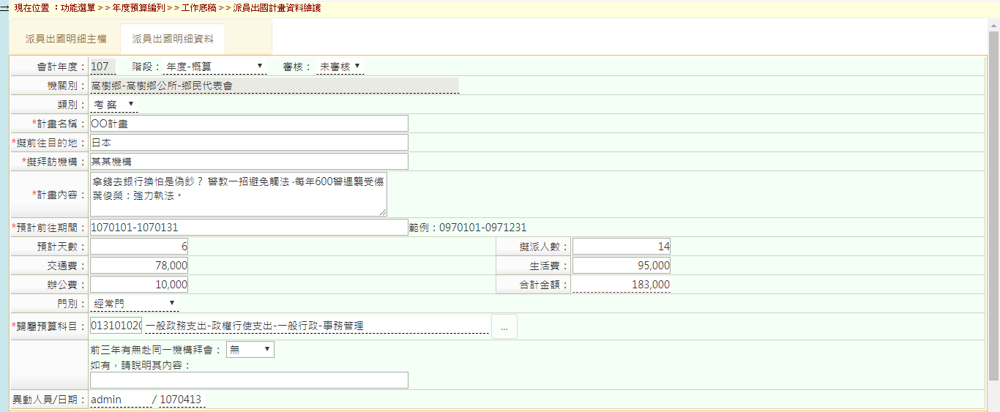 現在位置 : 功能選單 > > 年度預算編列 > > 工作底稿 > > 派員出國計畫資料維護
派員出國明細主檔 派員出國明細資料
會計年度： 107 階段： 年度-概算 審核： 未審核
機關別： 高樹鄉-高樹鄉公所-鄉民代表會
類別： 考 察
*計畫名稱： OO計畫
*擬前往目的地： 日本
*擬拜訪機構： 某某機構
*計畫內容： 拿錢去銀行換怕是偽鈔？ 警教一招避免觸法 ‧每年600警遇襲受傷
葉俊榮：強力執法。
*預計前往期間： 1070101-1070131 範例：0970101-0971231
預計天數： 6 擬派人數： 14
交通費： 78,000 生活費： 95,000
辦公費： 10,000 合計金額： 183,000
門別： 經常門
*歸屬預算科目： 013101020 一般政務支出-政權行使支出-一般行政-事務管理 ...
前三年有無赴同一機構拜會： 無
如有，請說明其內容：
異動人員/日期： admin / 1070413